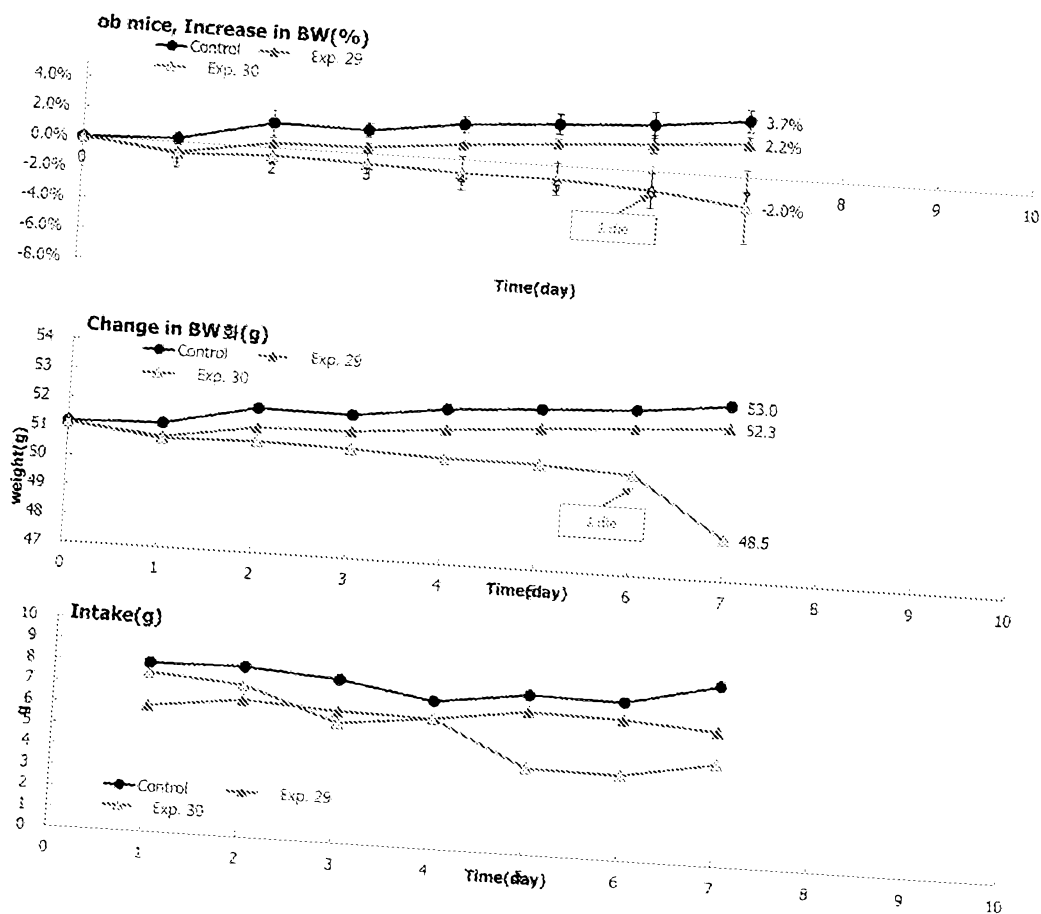 ob mice, Increase in BW(%)
Control Exp. 29
Exp. 30
4.0%
2.0%
0.0%
-2.0%
-4.0%
-6.0%
-8.0%
0 2 3 8 9 10
3.7%
2.2%
-2.0%
Time(day)
Change in BW화(g)
Control Exp. 29
Exp. 30
weight(g)
54
53
52
51
50
49
48
47
53.0
52.3
48.5
0 1 2 3 4 5 6 7 8 9 10
Time(day)
Intake(g)
g
10
9
8
7
6
5
4
3
2
1
0
Control Exp. 29
Exp. 30
0 1 2 3 4 5 6 7 8 9 10
Time(day)